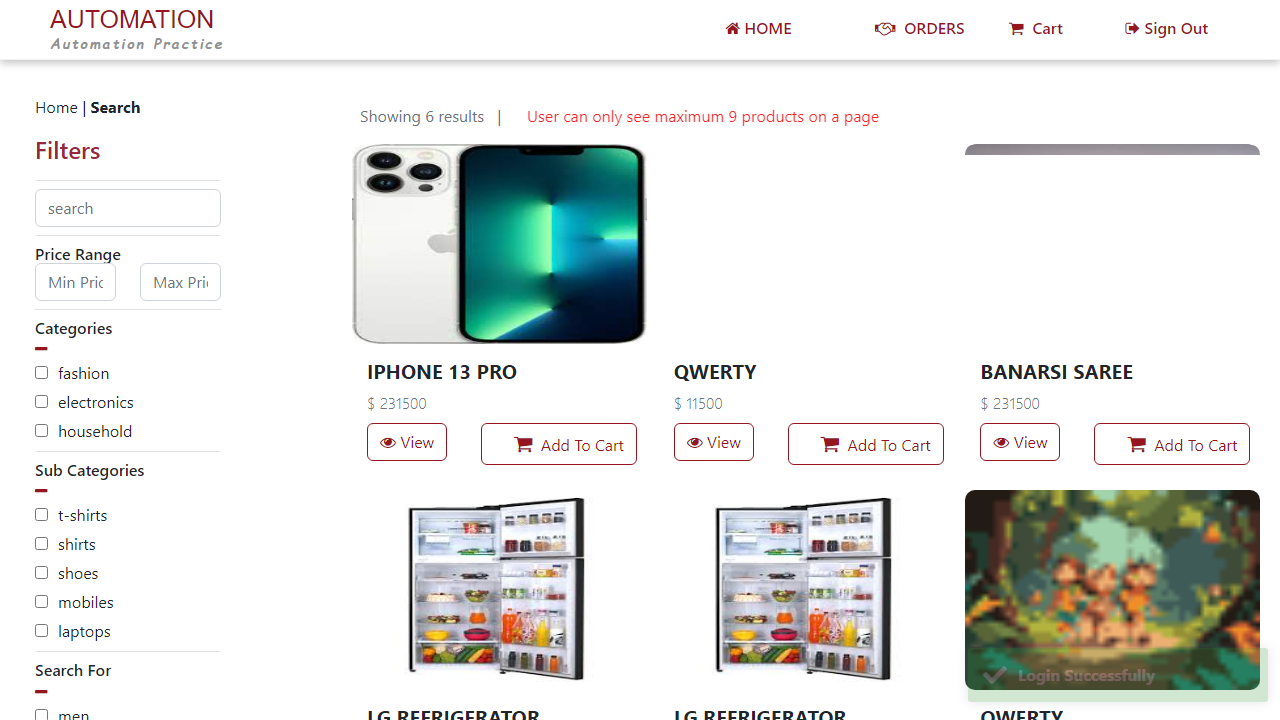 AUTOMATION
Automation Practice
HOME
ORDERS
Cart
Sign Out
Home | Search
Filters
search
Price Range
Min Pric
Max Pri
Categories
fashion
electronics
household
Sub Categories
t-shirts
shirts
shoes
mobiles
laptops
Search For
men
Showing 6 results |
User can only see maximum 9 products on a page
IPHONE 13 PRO
$ 231500
View
Add To Cart
QWERTY
$ 11500
View
Add To Cart
BANARSI SAREE
$ 231500
View
Add To Cart
LG REFRIGERATOR
LG REFRIGERATOR
QWERTY
Login Successfully